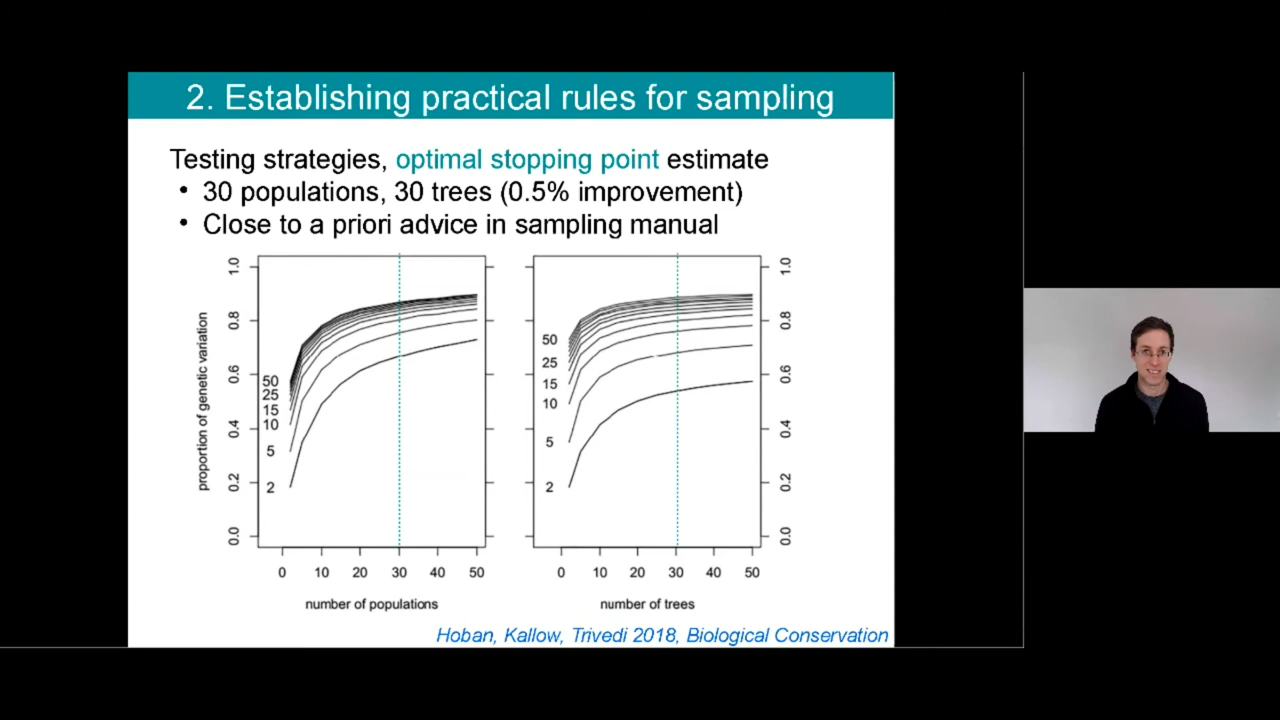 2. Establishing practical rules for sampling
Testing strategies, optimal stopping point estimate
• 30 populations, 30 trees (0.5% improvement)
• Close to a priori advice in sampling manual
proportion of genetic variation
1.0
0.8
0.6
0.4
0.2
0.0
50
25
15
10
5
2
0 10 20 30 40 50
number of populations
50
25
15
10
5
2
1.0
0.8
0.6
0.4
0.2
0.0
0 10 20 30 40 50
number of trees
Hoban, Kallow, Trivedi 2018, Biological Conservation